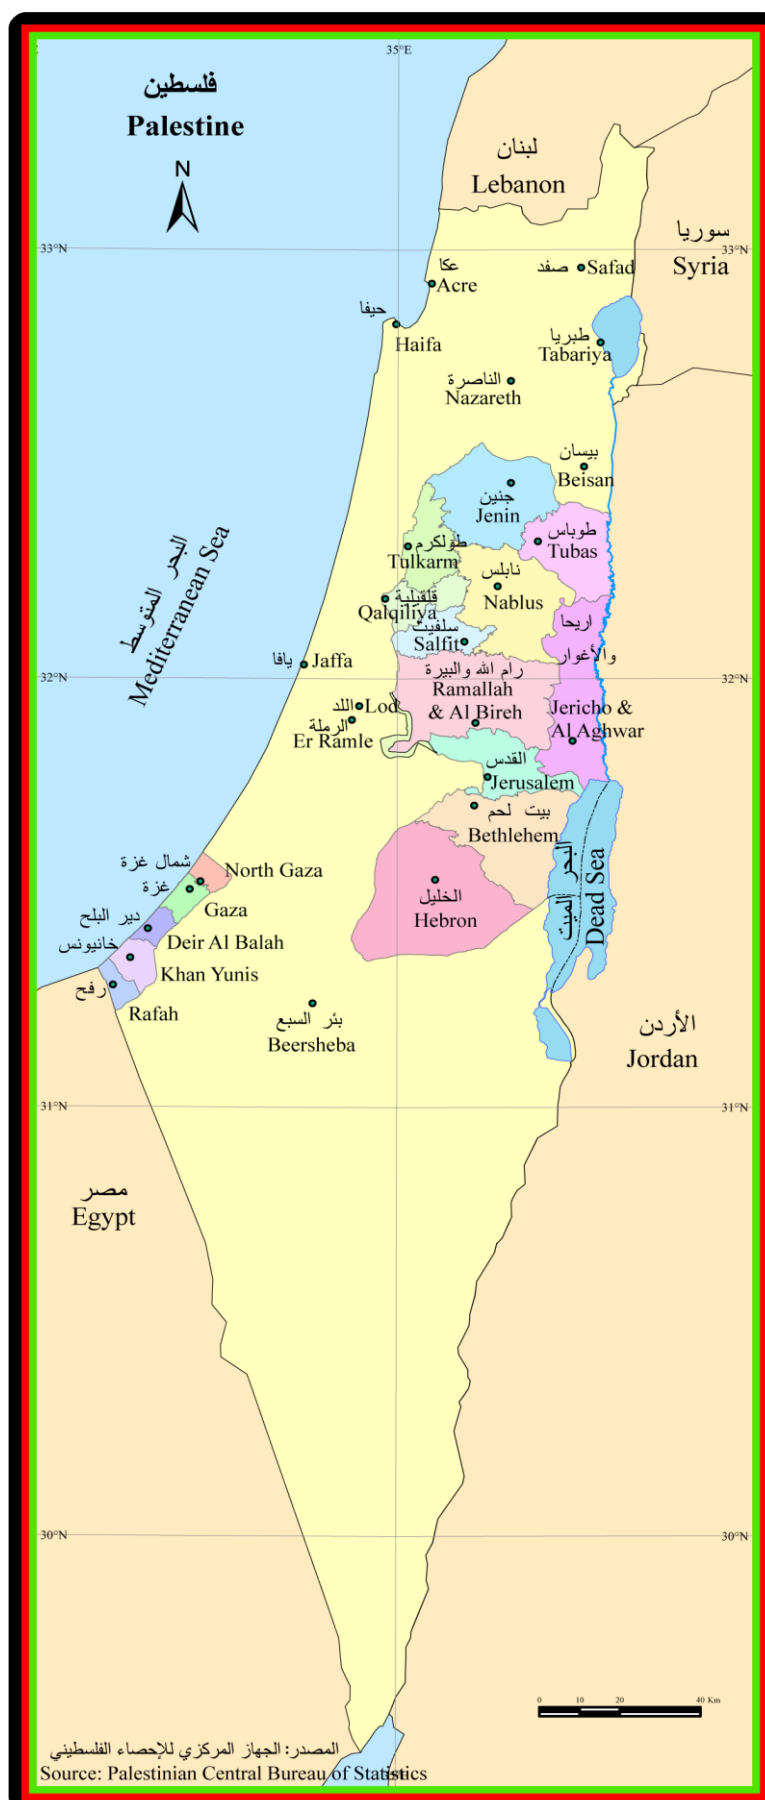 35°E
فلسطين
Palestine
N
لبنان
Lebanon
33°N
33°N
سوريا
Syria
عكا
Acre
صفد
Safad
حيفا
Haifa
طبريا
Tabariya
الناصرة
Nazareth
بيسان
Beisan
جنين
Jenin
طولكرم
Tulkarm
طوباس
Tubas
نابلس
Nablus
قلقيلية
Qalqiliya
سلفيت
Salfit
اريحا
والأغوار
Jericho &
Al Aghwar
البحر المتوسط
Mediterranean Sea
يافا
Jaffa
32°N
32°N
رام الله والبيرة
Ramallah
& Al Bireh
اللد
Lod
الرملة
Er Ramle
القدس
Jerusalem
بيت لحم
Bethlehem
البحر الميت
Dead Sea
الخليل
Hebron
شمال غزة
North Gaza
غزة
Gaza
دير البلح
Deir Al Balah
خانيونس
Khan Yunis
رفح
Rafah
بئر السبع
Beersheba
الأردن
Jordan
31°N
31°N
مصر
Egypt
30°N
30°N
0 10 20 40 Km
المصدر: الجهاز المركزي للإحصاء الفلسطيني
Source: Palestinian Central Bureau of Statistics